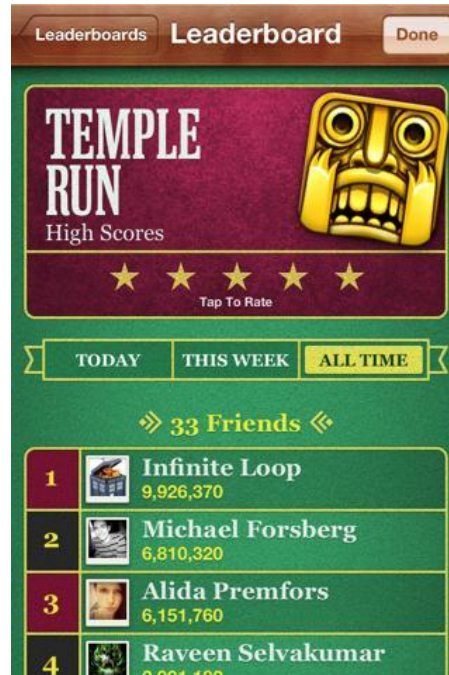 Leaderboards Leaderboard Done
TEMPLE
RUN
High Scores
Tap To Rate
TODAY THIS WEEK ALL TIME
33 Friends
1 Infinite Loop
9,926,370
2 Michael Forsberg
6,810,320
3 Alida Premfors
6,151,760
4 Raveen Selvakumar